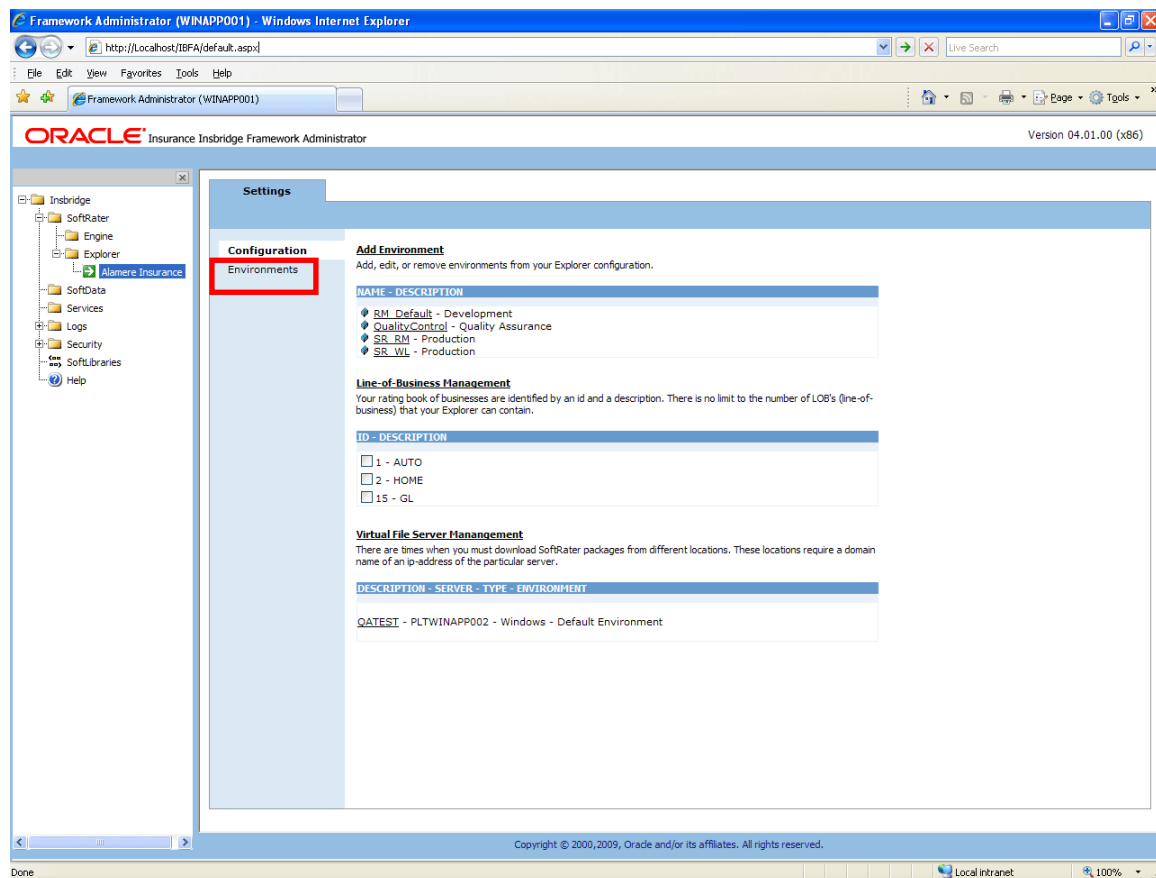 Framework Administrator (WINAPP001) - Windows Internet Explorer
http://Localhost/IBFA/default.aspx
Live Search
File Edit View Favorites Tools Help
Framework Administrator (WINAPP001)
Page Tools »
ORACLE Insurance Insbridge Framework Administrator
Version 04.01.00 (x86)
Insbridge
SoftRater
Engine
Explorer
Alamere Insurance
SoftData
Services
Logs
Security
SoftLibraries
Help
Settings
Configuration
Environments
Add Environment
Add, edit, or remove environments from your Explorer configuration.
NAME - DESCRIPTION
RM_Default - Development
QualityControl - Quality Assurance
SR_RM - Production
SR_WL - Production
Line-of-Business Management
Your rating book of businesses are identified by an id and a description. There is no limit to the number of LOB's (line-of-
business) that your Explorer can contain.
ID - DESCRIPTION
1 - AUTO
2 - HOME
15 - GL
Virtual File Server Manangement
There are times when you must download SoftRater packages from different locations. These locations require a domain
name of an ip-address of the particular server.
DESCRIPTION - SERVER - TYPE - ENVIRONMENT
QATEST - PLTWINAPP002 - Windows - Default Environment
Copyright © 2000,2009, Oracle and/or its affiliates. All rights reserved.
Done
Local intranet
100%